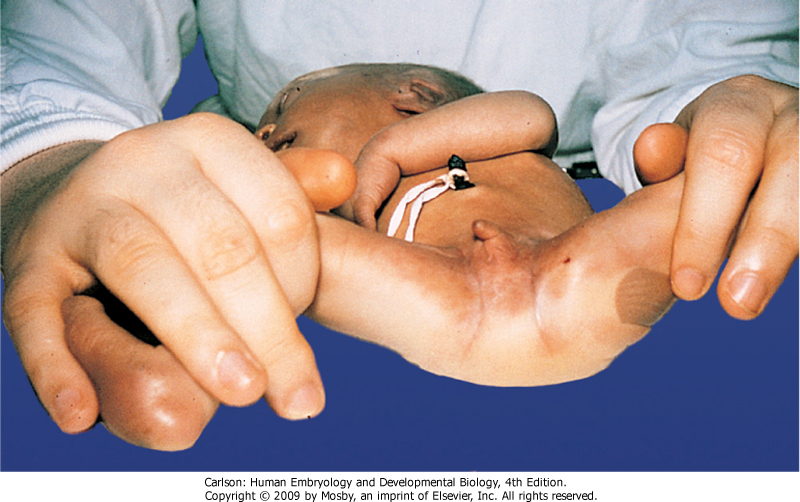 Carlson: Human Embryology and Developmental Biology, 4th Edition.
Copyright © 2009 by Mosby, an imprint of Elsevier, Inc. All rights reserved.